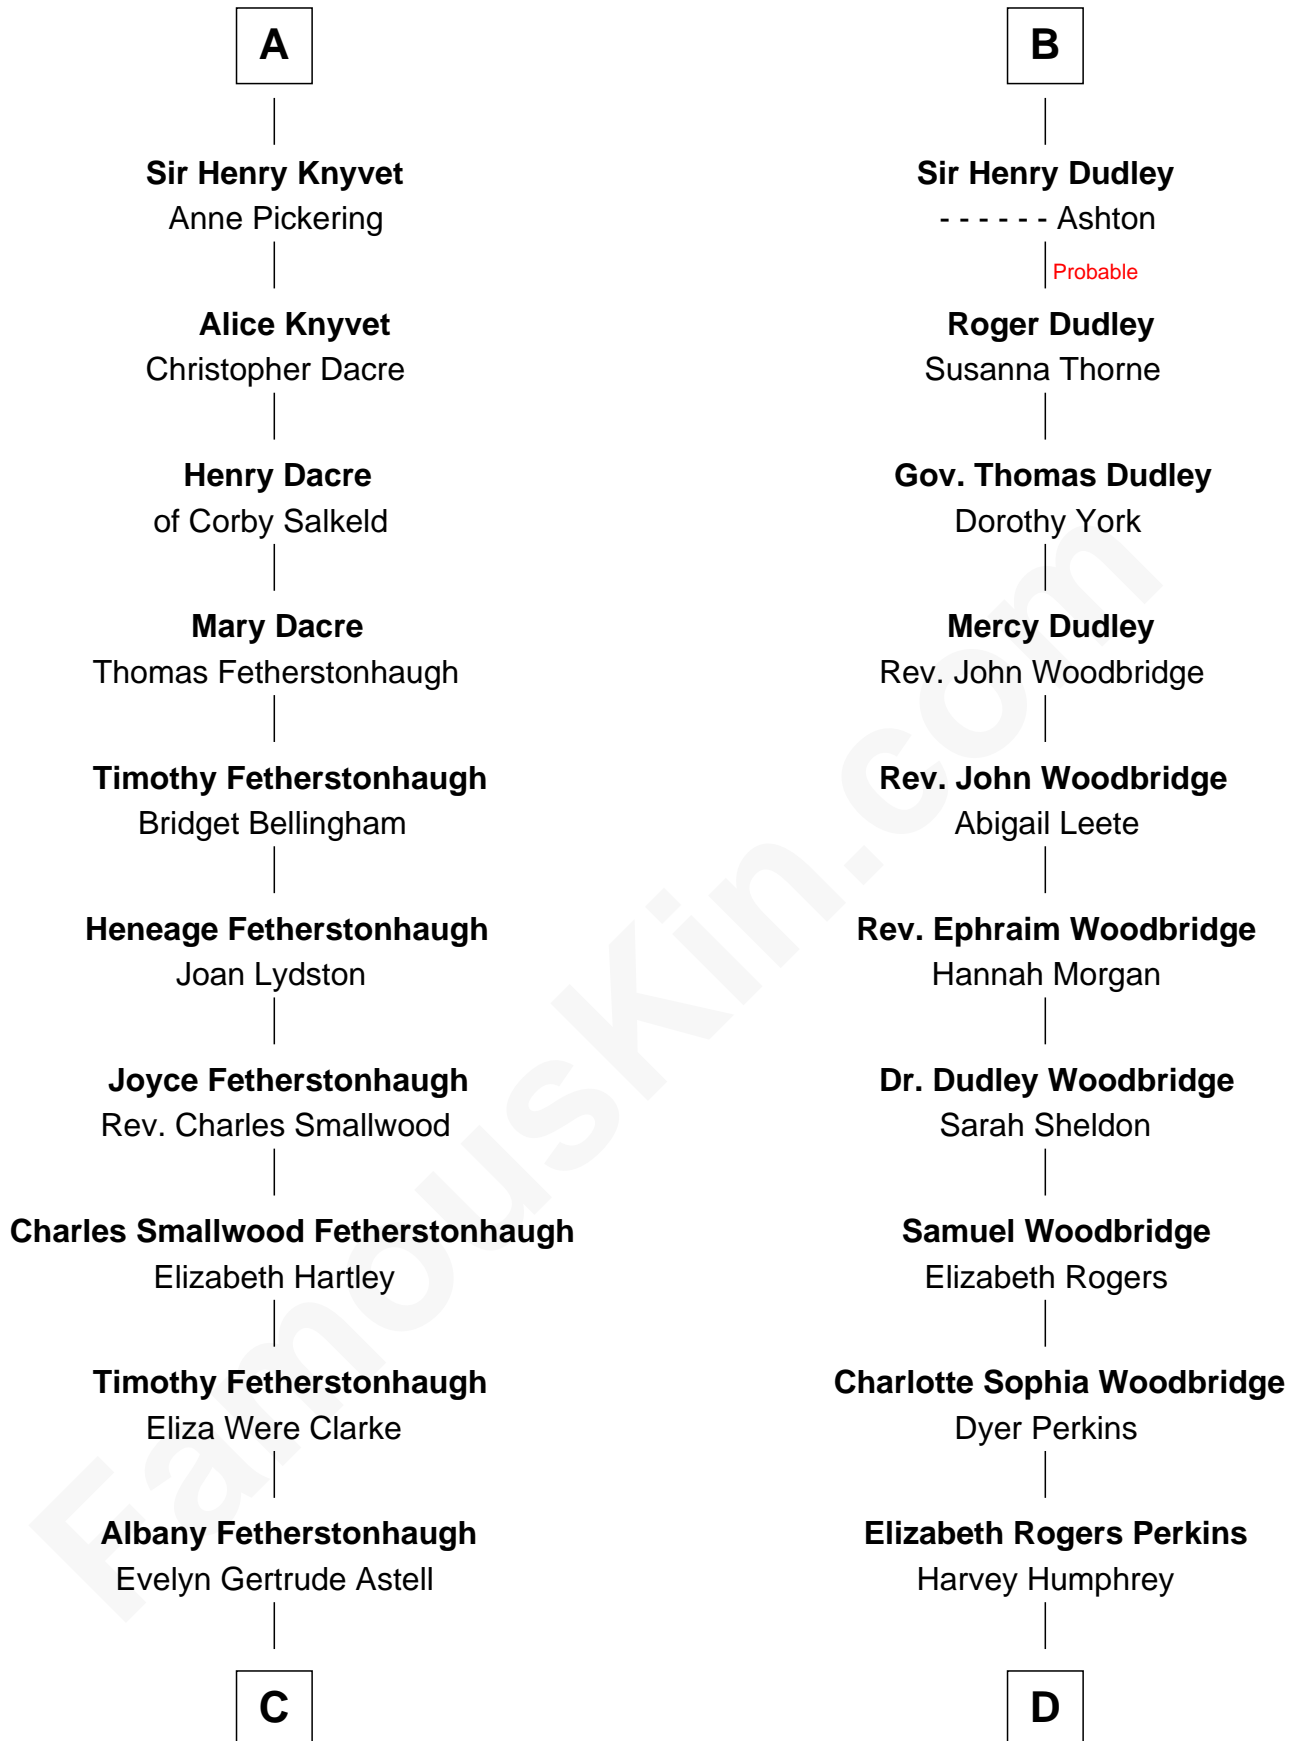 A
Sir Henry Knyvet
Anne Pickering
Alice Knyvet
Christopher Dacre
Henry Dacre
of Corby Salkeld
Mary Dacre
Thomas Fetherstonhaugh
Timothy Fetherstonhaugh
Bridget Bellingham
Heneage Fetherstonhaugh
Joan Lydston
Joyce Fetherstonhaugh
Rev. Charles Smallwood
Charles Smallwood Fetherstonhaugh
Elizabeth Hartley
Timothy Fetherstonhaugh
Eliza Were Clarke
Albany Fetherstonhaugh
Evelyn Gertrude Astell
C
B
Sir Henry Dudley
- - - - - - Ashton
Probable
Roger Dudley
Susanna Thorne
Gov. Thomas Dudley
Dorothy York
Mercy Dudley
Rev. John Woodbridge
Rev. John Woodbridge
Abigail Leete
Rev. Ephraim Woodbridge
Hannah Morgan
Dr. Dudley Woodbridge
Sarah Sheldon
Samuel Woodbridge
Elizabeth Rogers
Charlotte Sophia Woodbridge
Dyer Perkins
Elizabeth Rogers Perkins
Harvey Humphrey
D
FamousKin.com